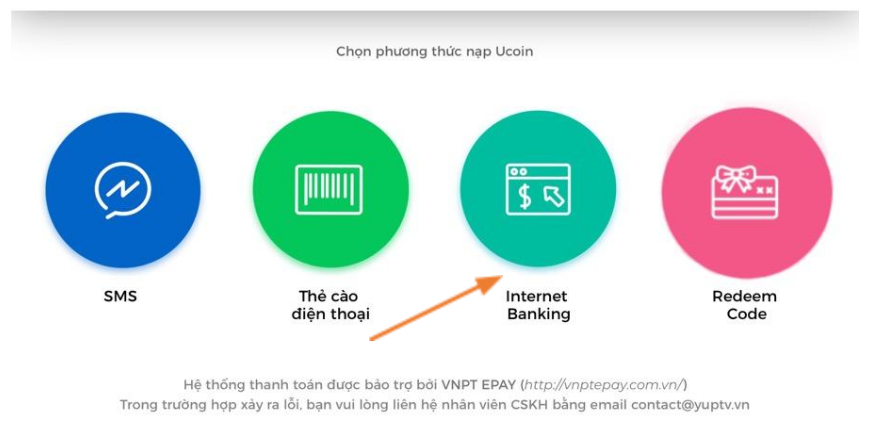 Chọn phương thức nạp Ucoin
SMS
Thẻ cào
điện thoại
Internet
Banking
Redeem
Code
Hệ thống thanh toán được bảo trợ bởi VNPT EPAY (http://vnptepay.com.vn/)
Trong trường hợp xảy ra lỗi, bạn vui lòng liên hệ nhân viên CSKH bằng email contact@yuptv.vn